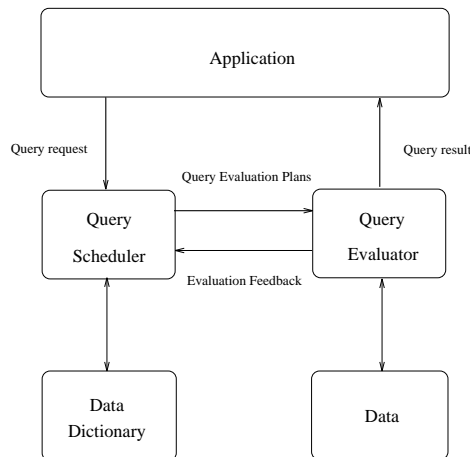 Application
Query request
Query result
Query Evaluation Plans
Query
Scheduler
Query
Evaluator
Evaluation Feedback
Data
Dictionary
Data